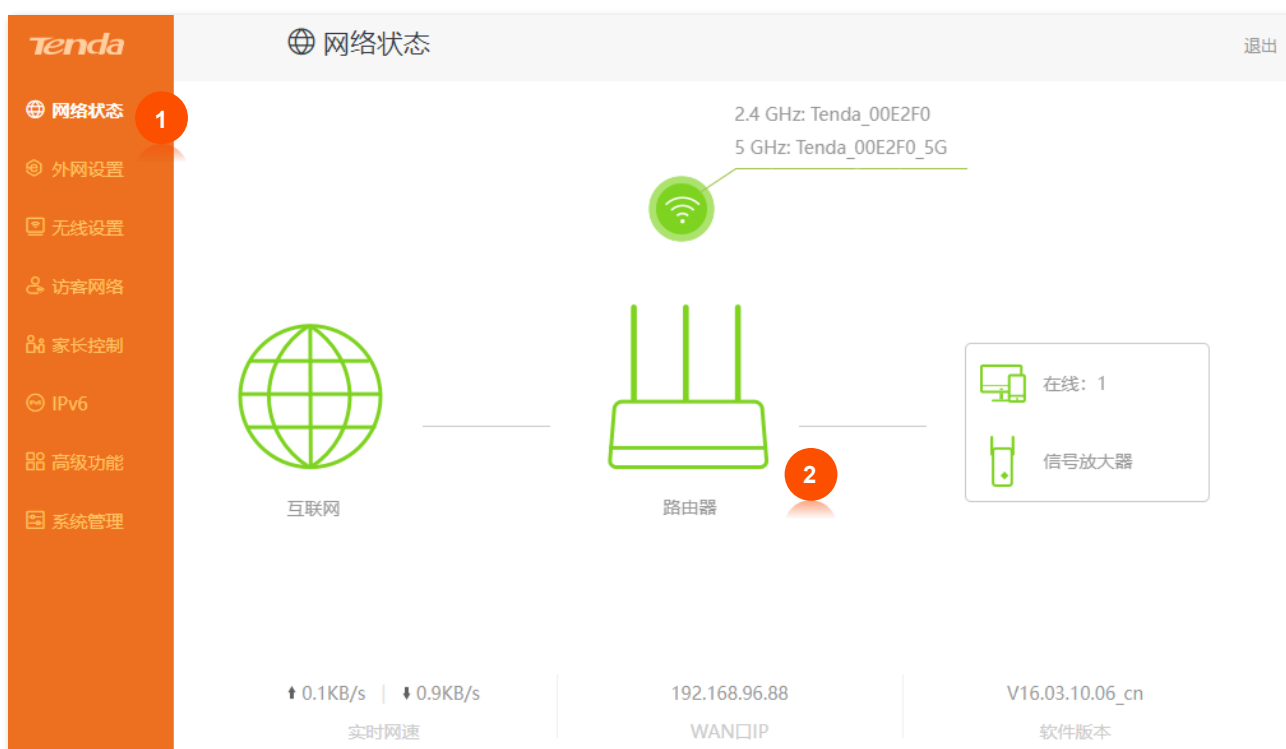 Tenda
网络状态
退出
网络状态
1
外网设置
无线设置
访客网络
家长控制
IPv6
高级功能
系统管理
2.4 GHz: Tenda_00E2F0
5 GHz: Tenda_00E2F0_5G
互联网
路由器
2
在线：1
信号放大器
0.1KB/s | 0.9KB/s
实时网速
192.168.96.88
WAN口IP
V16.03.10.06_cn
软件版本